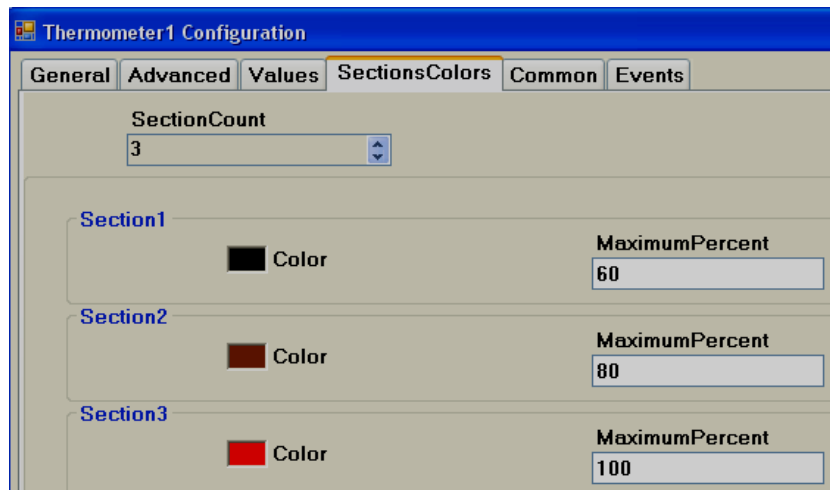 Thermometer1 Configuration
General Advanced Values SectionsColors Common Events
SectionCount
3
Section1
Color
MaximumPercent
60
Section2
Color
MaximumPercent
80
Section3
Color
MaximumPercent
100